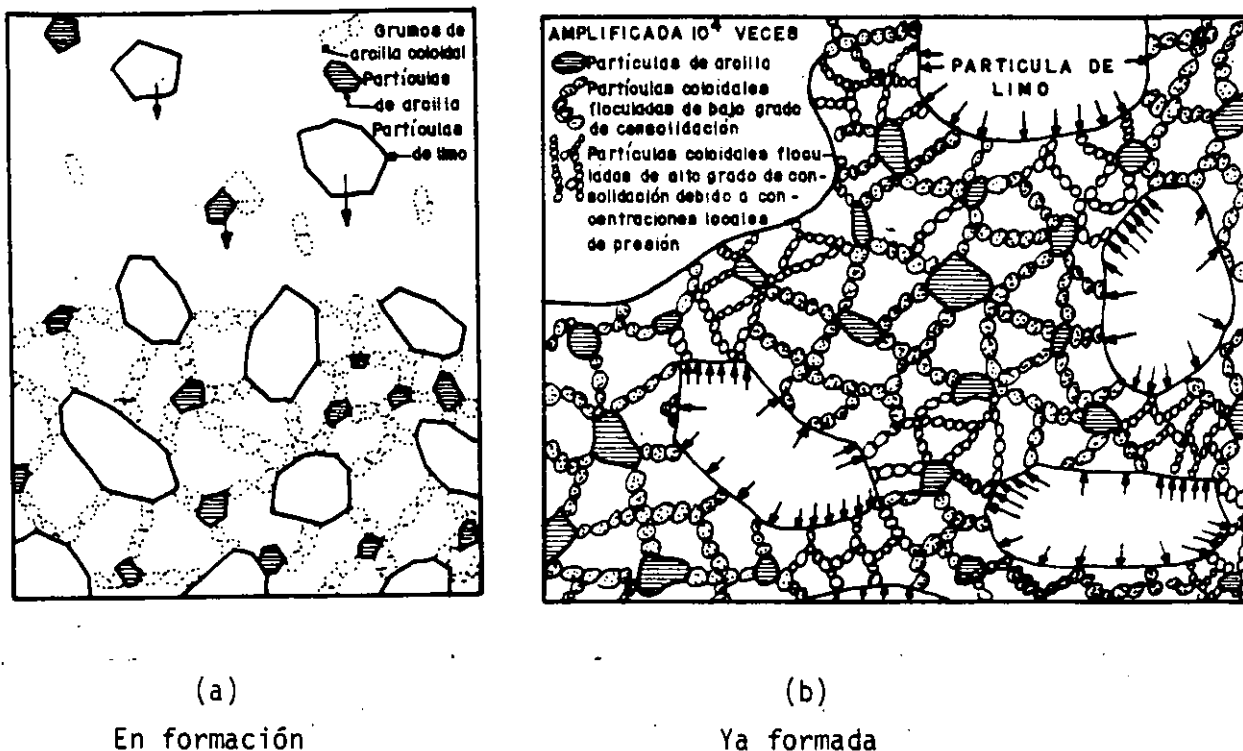 Grumos de
arcilla coloidal
Partículas
de arcilla
Partículas
de limo
AMPLIFICADA 10⁴ VECES
Partículas de arcilla
Partículas coloidales
floculadas de bajo grado
de consolidación
Partículas coloidales flocu-
ladas de alto grado de con-
solidación debido a con-
centraciones locales
de presión
PARTICULA DE
LIMO
(a)
En formación
(b)
Ya formada